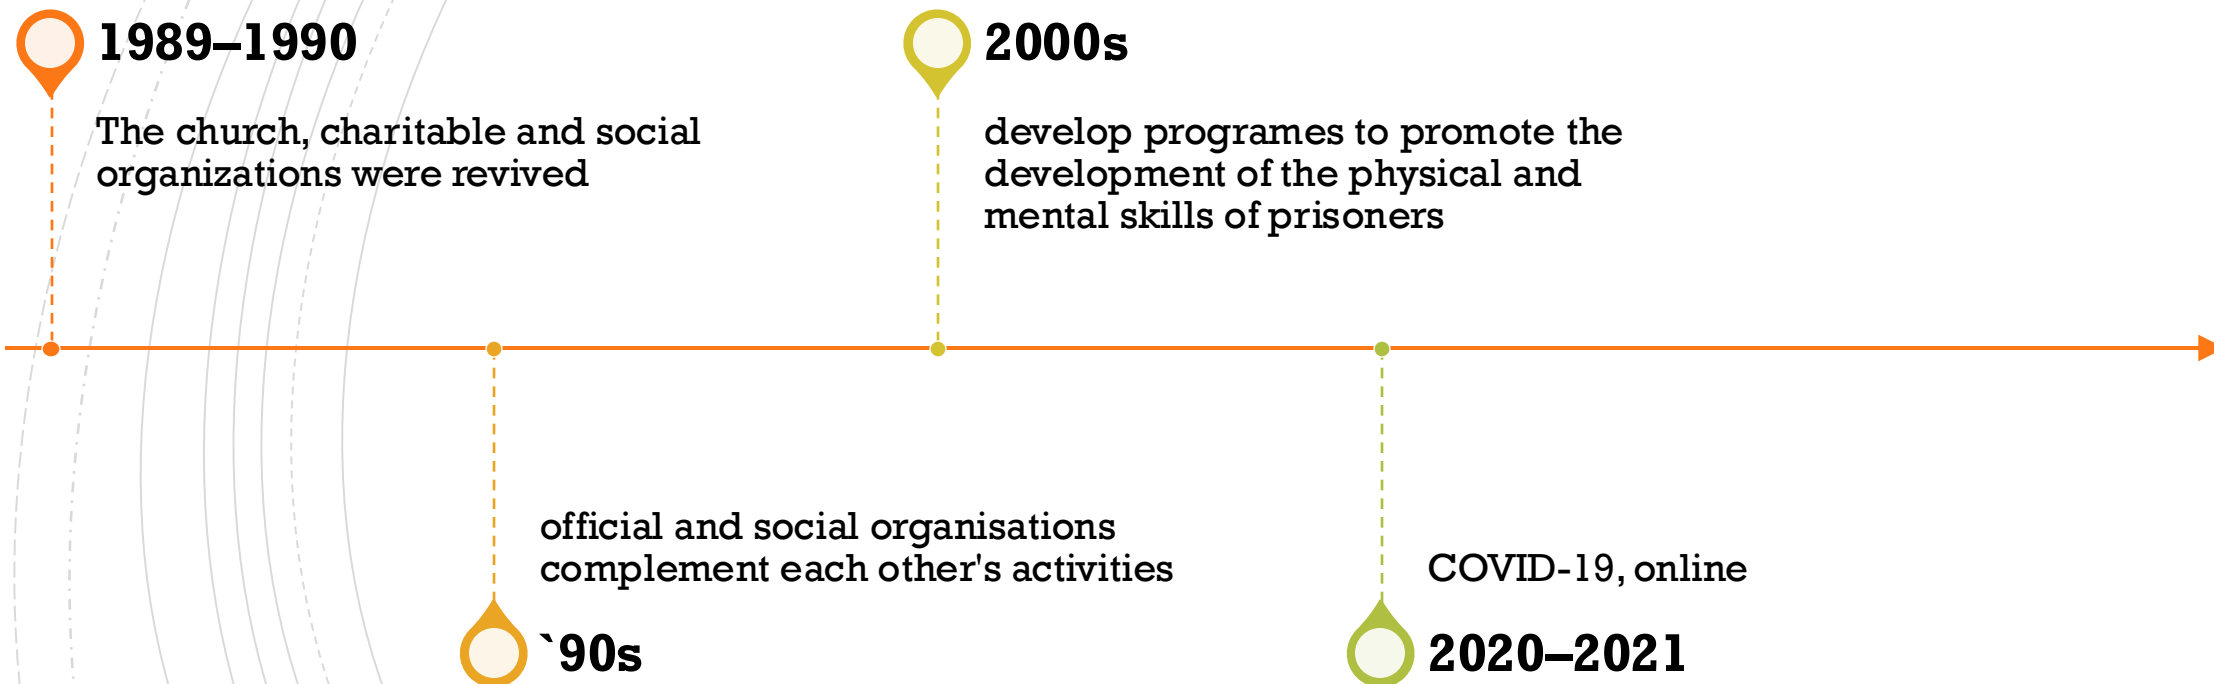 1989–1990
The church, charitable and social
organizations were revived
official and social organisations
complement each other's activities
`90s
2000s
develop programes to promote the
development of the physical and
mental skills of prisoners
COVID-19, online
2020–2021